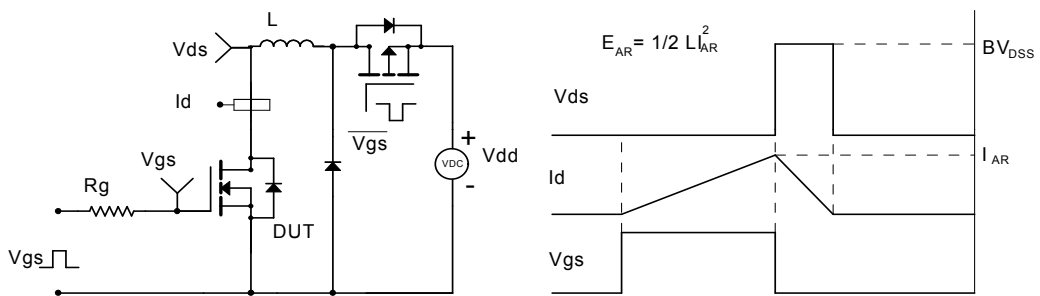 L
Vds
Id
Vgs
Rg
DUT
Vgs
Vgs
+
VDC
-
Vdd
E_AR = 1/2 LI_AR^2
Vds
BV_DSS
Id
I_AR
Vgs